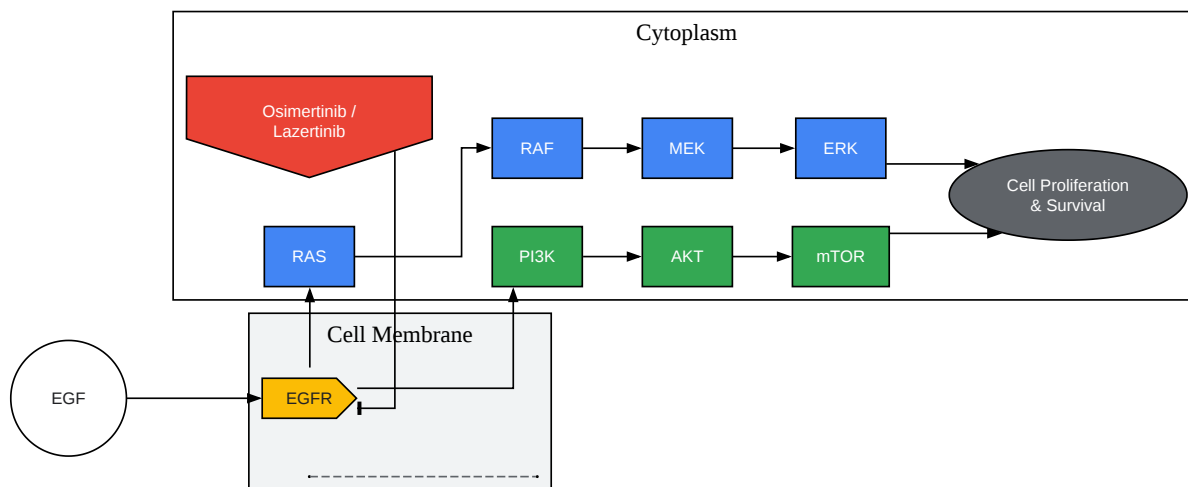 Cytoplasm
Osimertinib /
Lazertinib
RAF
MEK
ERK
Cell Proliferation
& Survival
RAS
PI3K
AKT
mTOR
Cell Membrane
EGF
EGFR